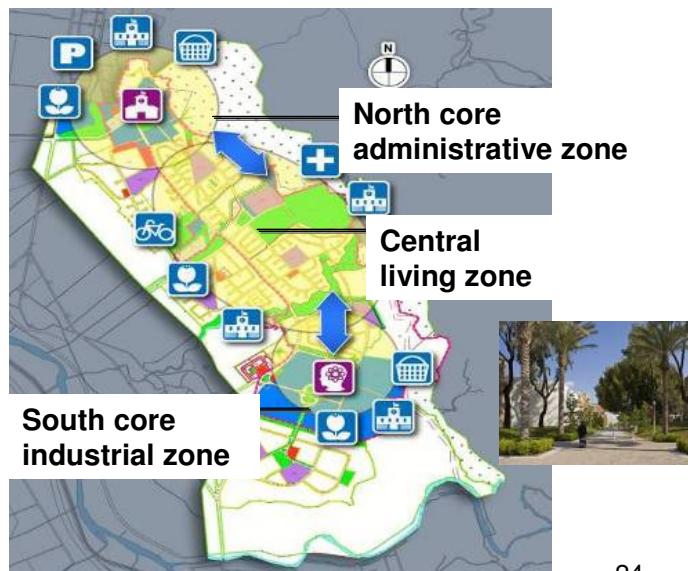 P
N
North core
administrative zone
Central
living zone
South core
industrial zone